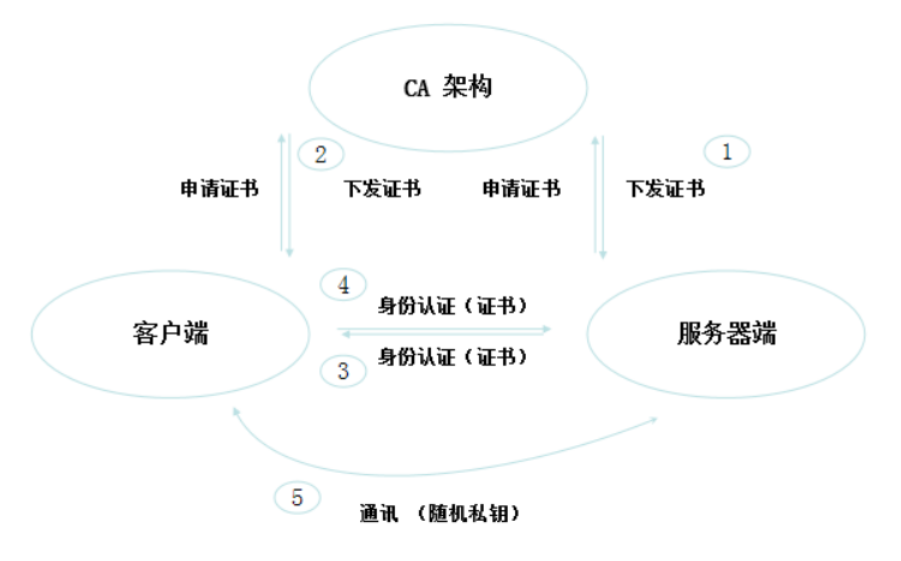 CA 架构
②
①
申请证书
下发证书
申请证书
下发证书
④
身份认证（证书）
客户端
服务器端
身份认证（证书）
③
⑤
通讯 （随机私钥）